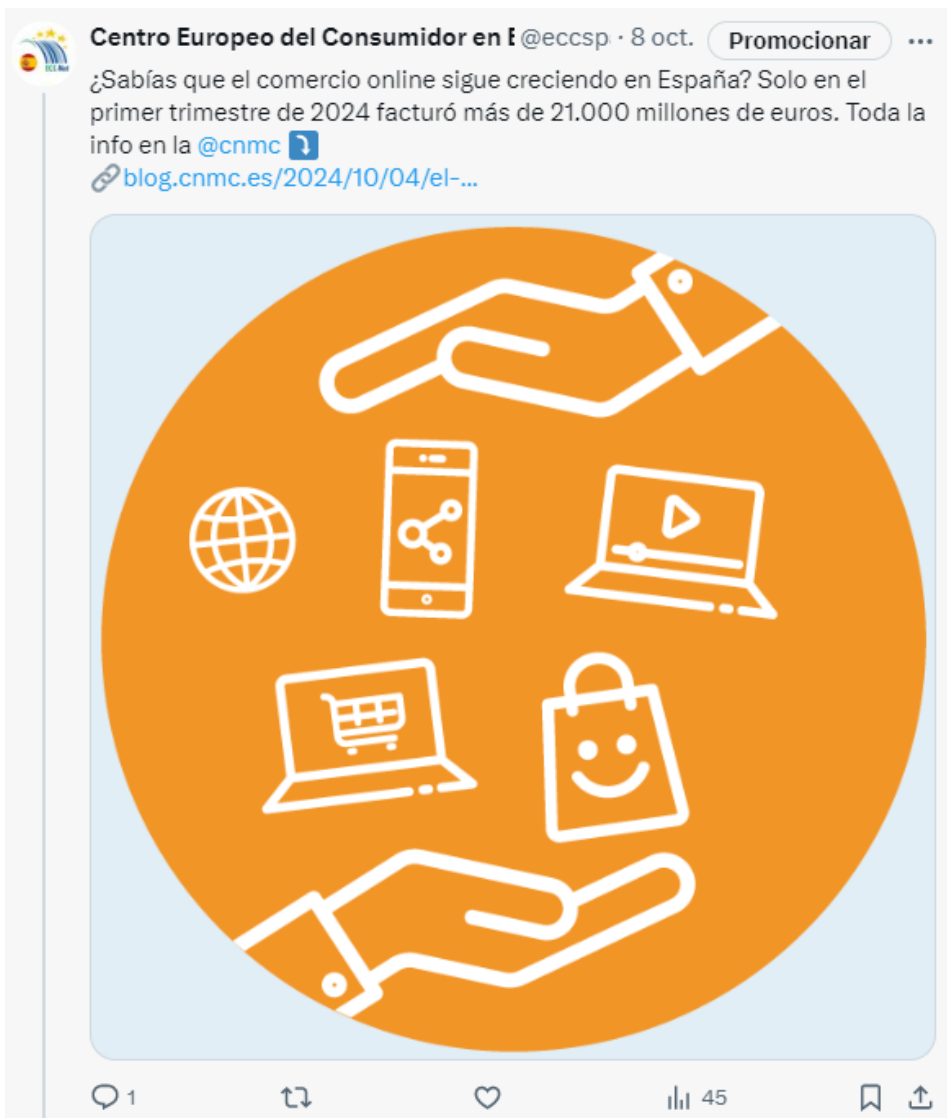 Centro Europeo del Consumidor en E @eccsp · 8 oct. Promocionar
¿Sabías que el comercio online sigue creciendo en España? Solo en el
primer trimestre de 2024 facturó más de 21.000 millones de euros. Toda la
info en la @cnmc
blog.cnmc.es/2024/10/04/el-...
1 45